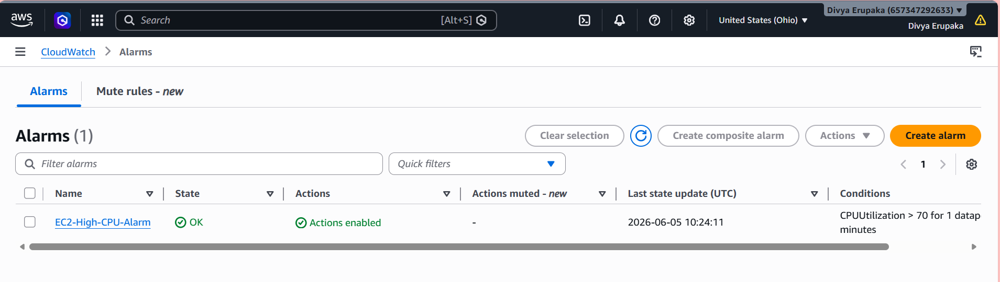 aws
Search [Alt+S]
United States (Ohio)
Divya Erupaka (657347292633)
Divya Erupaka
CloudWatch
Alarms
Alarms
Mute rules - new
Alarms (1)
Clear selection
Create composite alarm
Actions
Create alarm
Filter alarms
Quick filters
1
Name State Actions Actions muted - new Last state update (UTC) Conditions
EC2-High-CPU-Alarm OK Actions enabled - 2026-06-05 10:24:11 CPUUtilization > 70 for 1 datap
minutes